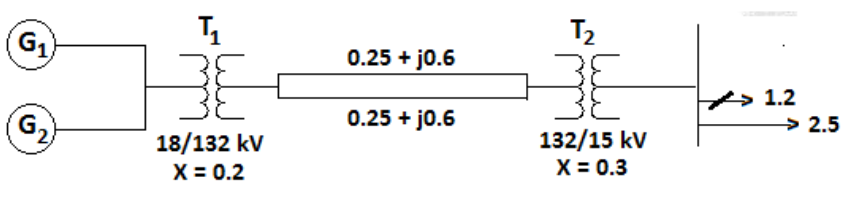 G1
G2
T1
18/132 kV
X = 0.2
0.25 + j0.6
0.25 + j0.6
T2
132/15 kV
X = 0.3
1.2
2.5